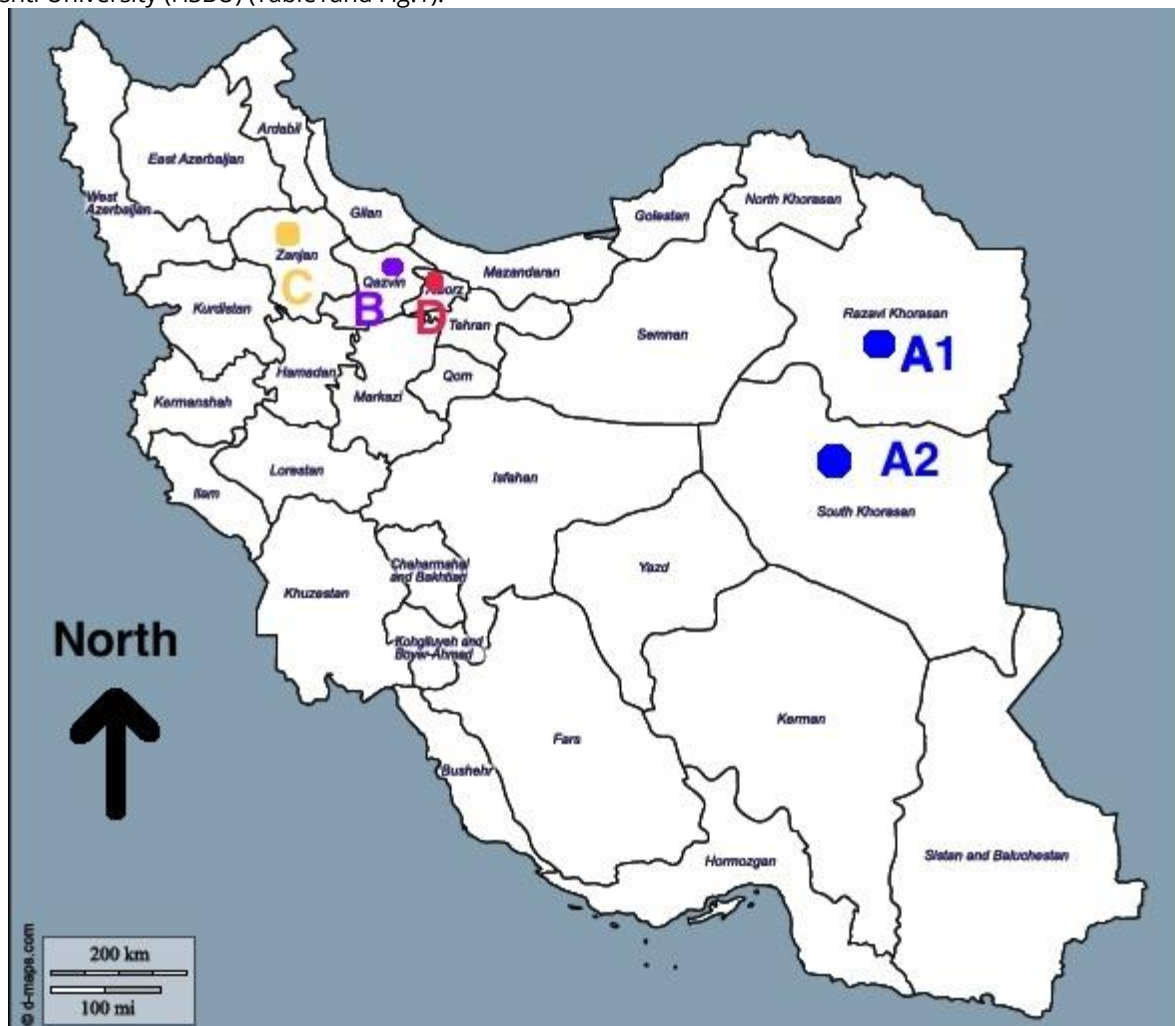 Ardabil
East Azerbaijan
West
Azerbaijan
Gilan
Golestan
North Khorasan
Zanjan
C
Qazvin
B
D
Mazandaran
Tehran
Kurdistan
Semnan
Razavi Khorasan
A1
Hamadan
Qom
Kermanshah
Markazi
A2
Lorestan
Isfahan
Ilam
South Khorasan
Chaharmahal
and Bakhtiari
Yazd
Khuzestan
North
Kohgiluyeh and
Boyer-Ahmad
Kerman
Fars
Bushehr
Hormozgan
Sistan and Baluchestan
200 km
100 mi
© d-maps.com